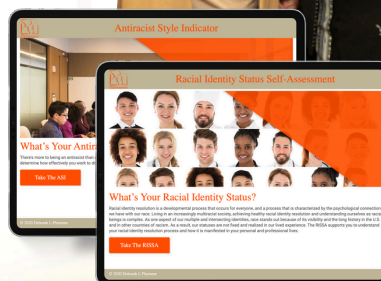 Antiracist Style Indicator
What's Your Antira
There's more to being an antiracist than
determine how effectively you work to di
Take The ASI
© 2020 Deborah L. Plummer
Racial Identity Status Self-Assessment
What's Your Racial Identity Status?
Racial identity resolution is a developmental process that occurs for everyone, and a process that is characterized by the psychological connection
we have with our race. Living in an increasingly multiracial society, achieving healthy racial identity resolution and understanding ourselves as racial
beings is complex. As one aspect of our multiple and intersecting identities, race stands out because of its visibility and the long history in the U.S.
and in other countries of racism. As a result, our statuses are not fixed and realized in our lived experience. The RISSA supports you to understand
your racial identity resolution process and how it is manifested in your personal and professional lives.
Take The RISSA
© 2020 Deborah L. Plummer